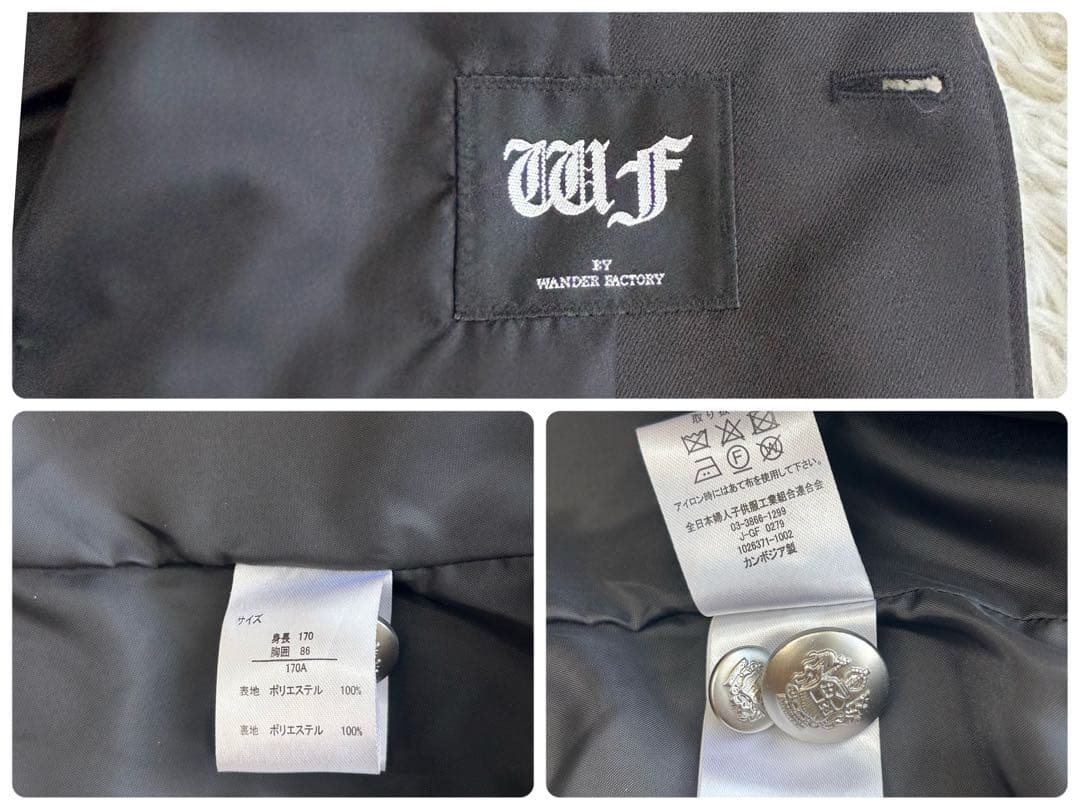 WF
BY
WANDER FACTORY
サイズ
身長 170
胸囲 86
170A
表地 ポリエステル 100%
裏地 ポリエステル 100%
取り扱
F
W
アイロン時にはあて布を使用して下さい。
全日本婦人子供服工業組合連合会
03-3866-1299
J-GF 0279
1026371-1002
カンボジア製